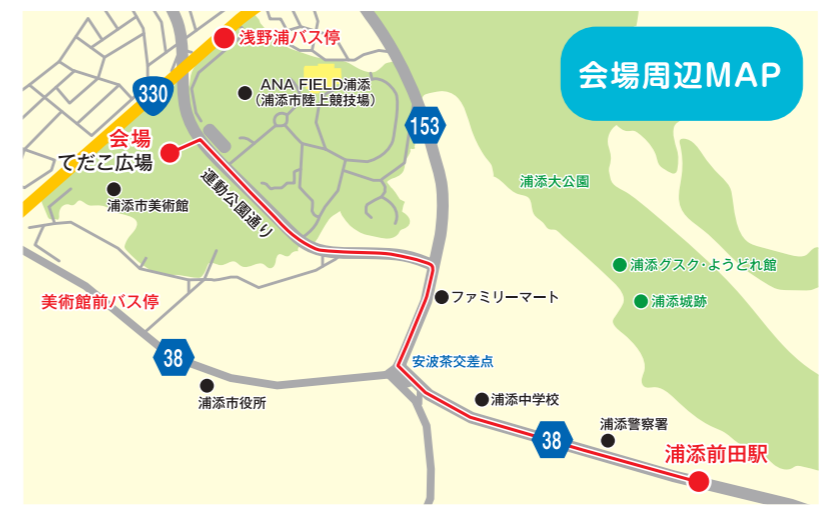 会場周辺MAP
浅野浦バス停
330
ANA FIELD浦添
（浦添市陸上競技場）
153
会場
てだこ広場
浦添市美術館
運動公園通り
浦添大公園
浦添グスク・ようどれ館
浦添城跡
美術館前バス停
ファミリーマート
38
安波茶交差点
浦添市役所
浦添中学校
38
浦添警察署
浦添前田駅